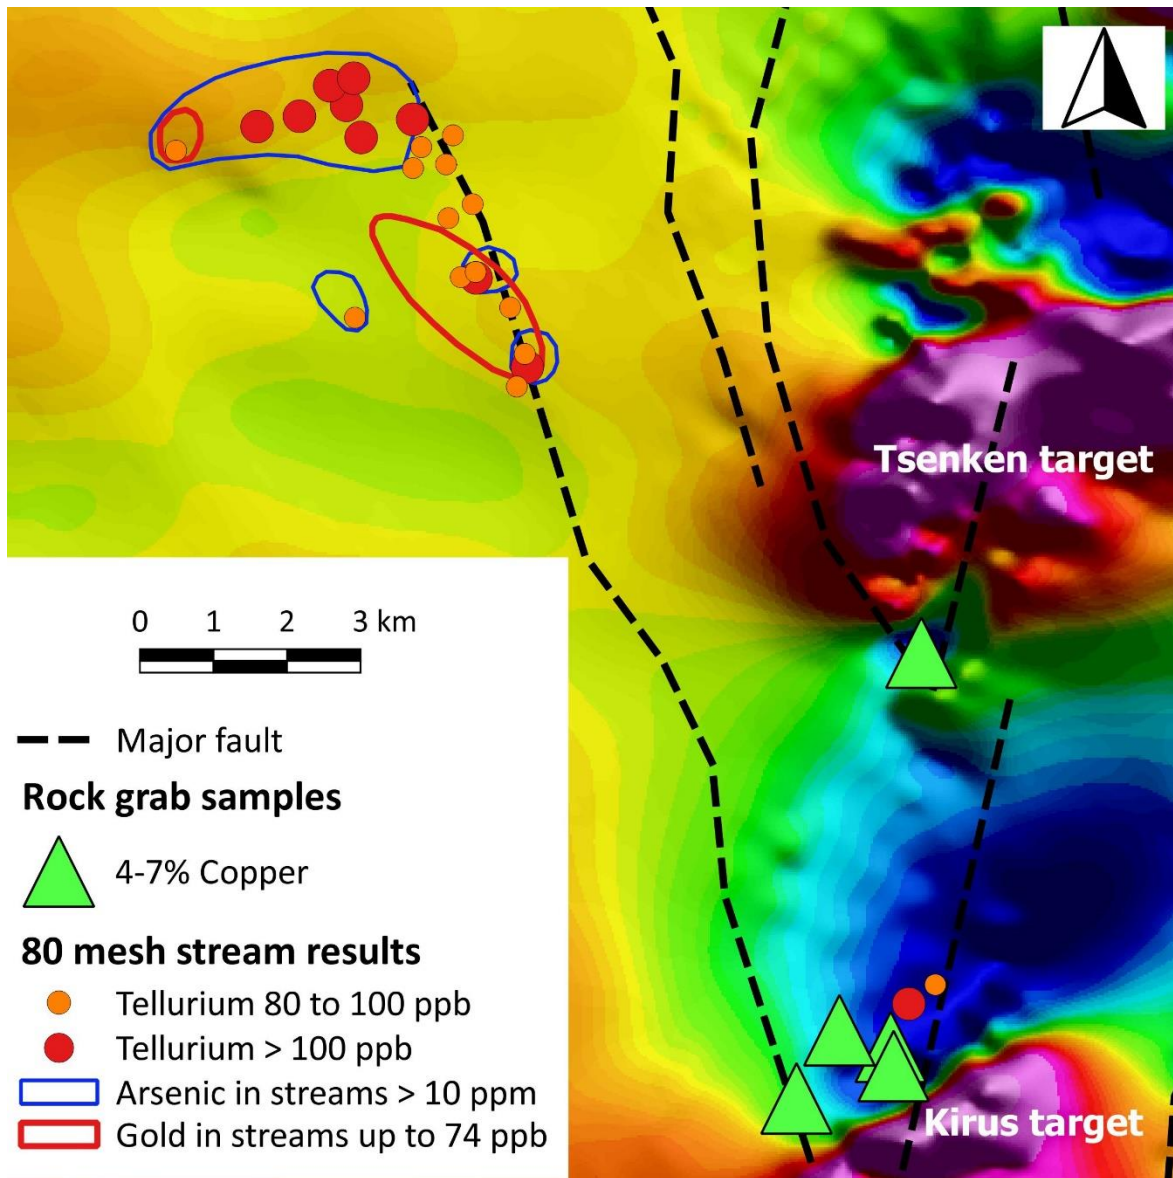 Tsenken target
0 1 2 3 km
Major fault
Rock grab samples
4-7% Copper
80 mesh stream results
Tellurium 80 to 100 ppb
Tellurium > 100 ppb
Arsenic in streams > 10 ppm
Gold in streams up to 74 ppb
Kirus target